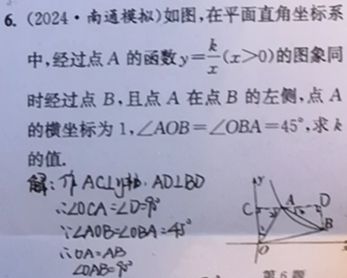 6. (2024·南通模拟)如图,在平面直角坐标系
中,经过点 A 的函数 y=k/x(x>0)的图象同
时经过点 B,且点 A 在点 B 的左侧,点 A
的横坐标为 1,∠AOB=∠OBA=45°,求 k
的值.
解: 作 AC⊥y轴, AD⊥BD
∴∠OCA=∠D=90°
∵∠AOB=∠OBA=45°
∴OA=AB
∠OAB=90°
y
C A D
B
O
第6题